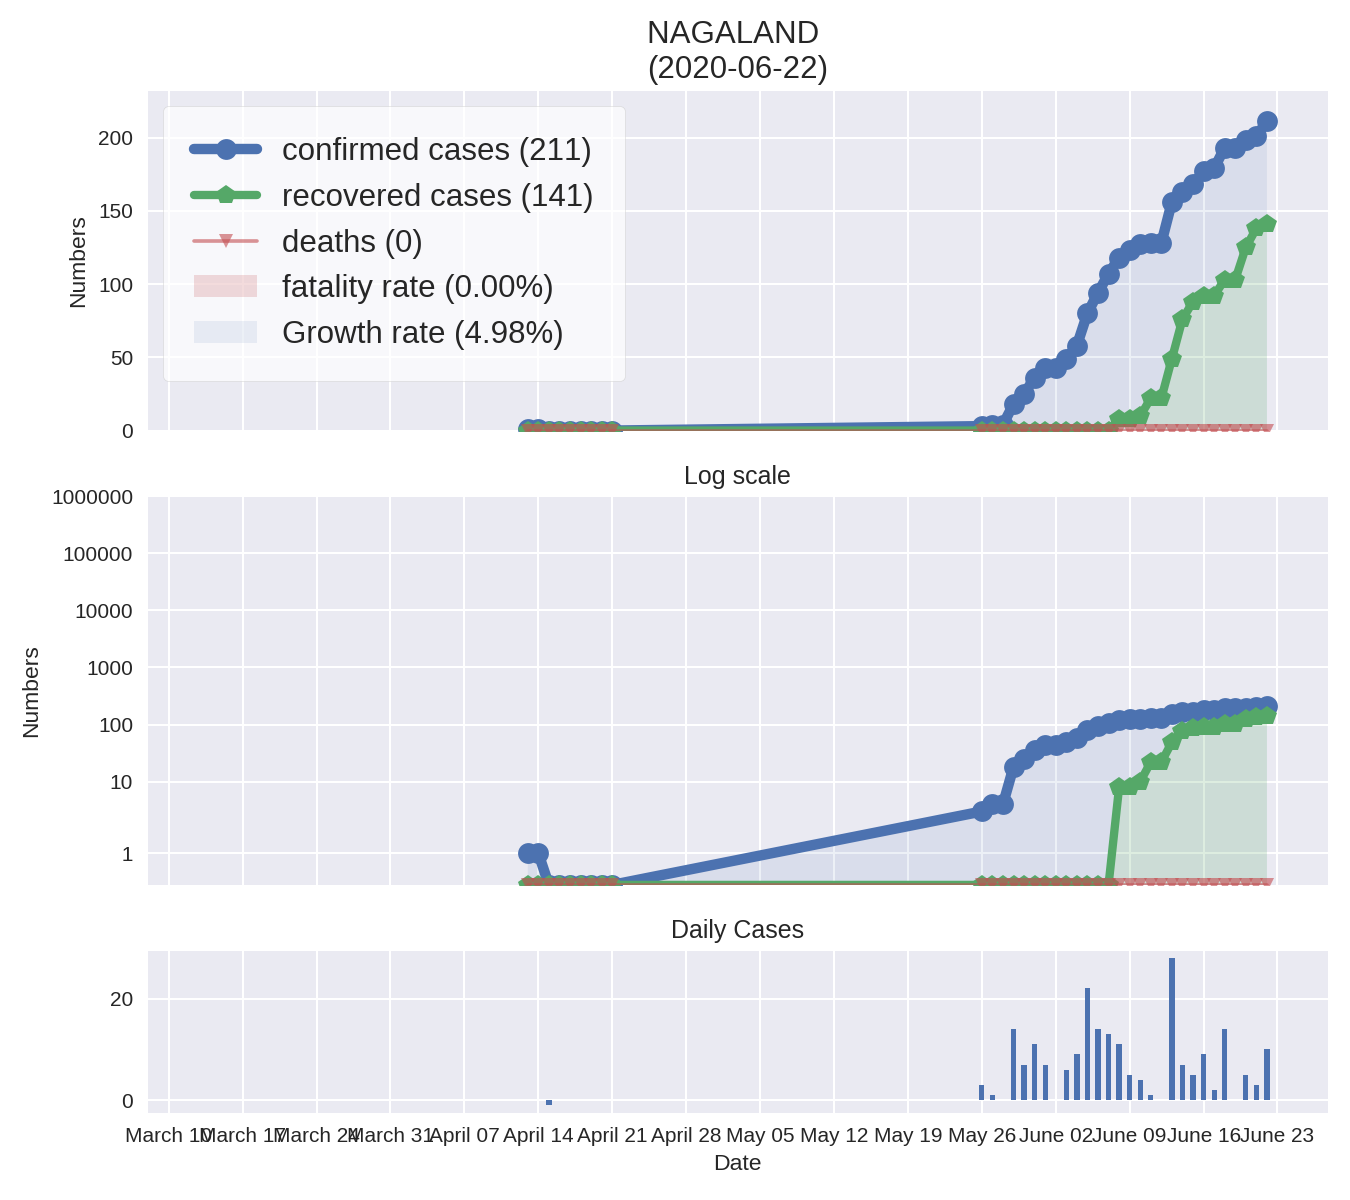 NAGALAND
(2020-06-22)
confirmed cases (211)
recovered cases (141)
deaths (0)
fatality rate (0.00%)
Growth rate (4.98%)
200
150
100
50
0
Numbers
Log scale
1000000
100000
10000
1000
100
10
1
Numbers
Daily Cases
20
0
March 10 March 17 March 24 March 31 April 07 April 14 April 21 April 28 May 05 May 12 May 19 May 26 June 02 June 09 June 16 June 23
Date